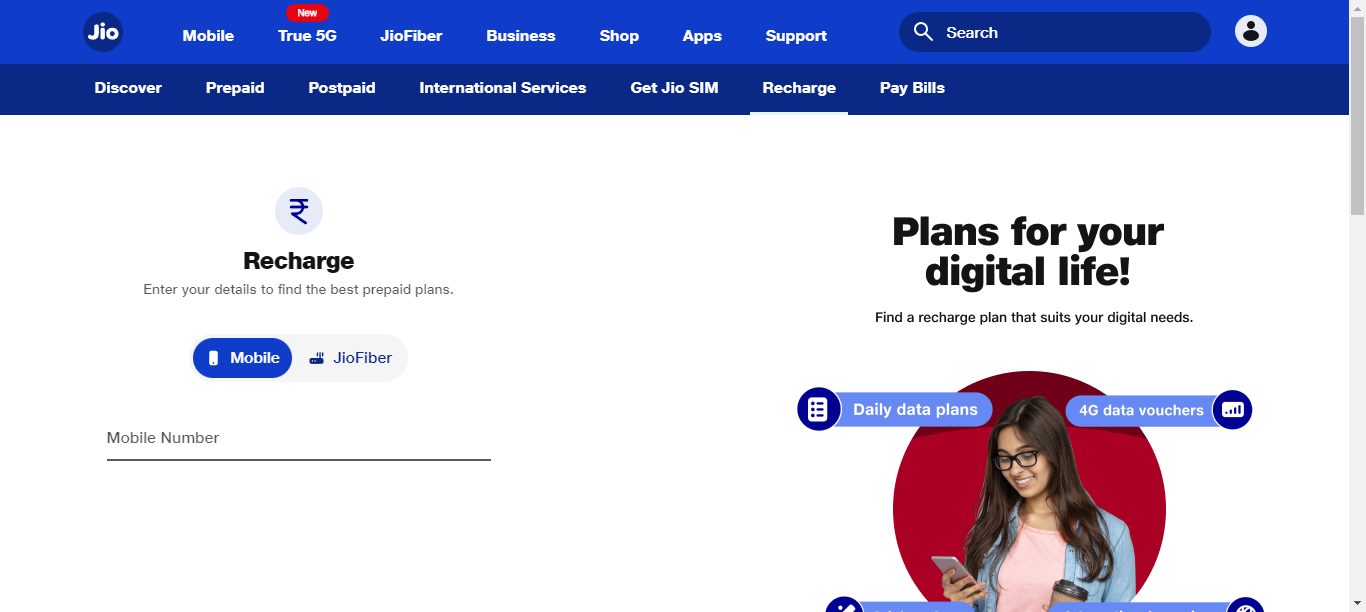 Jio
New
Mobile True 5G JioFiber Business Shop Apps Support Search
Discover Prepaid Postpaid International Services Get Jio SIM Recharge Pay Bills
₹
Recharge
Enter your details to find the best prepaid plans.
Mobile JioFiber
Mobile Number
Plans for your
digital life!
Find a recharge plan that suits your digital needs.
Daily data plans
4G data vouchers